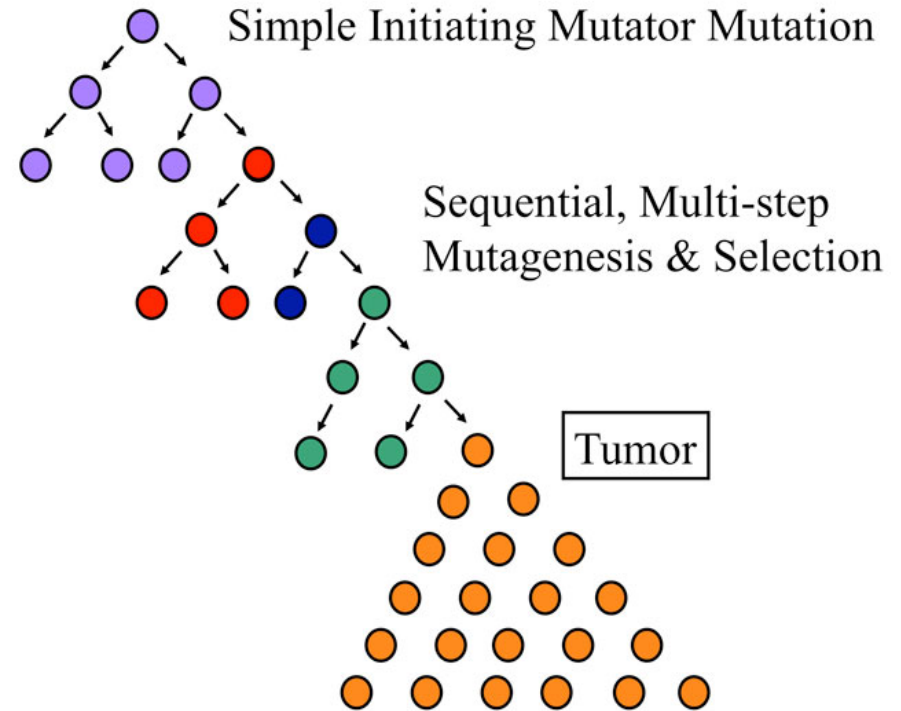 Simple Initiating Mutator Mutation
Sequential, Multi-step
Mutagenesis & Selection
Tumor